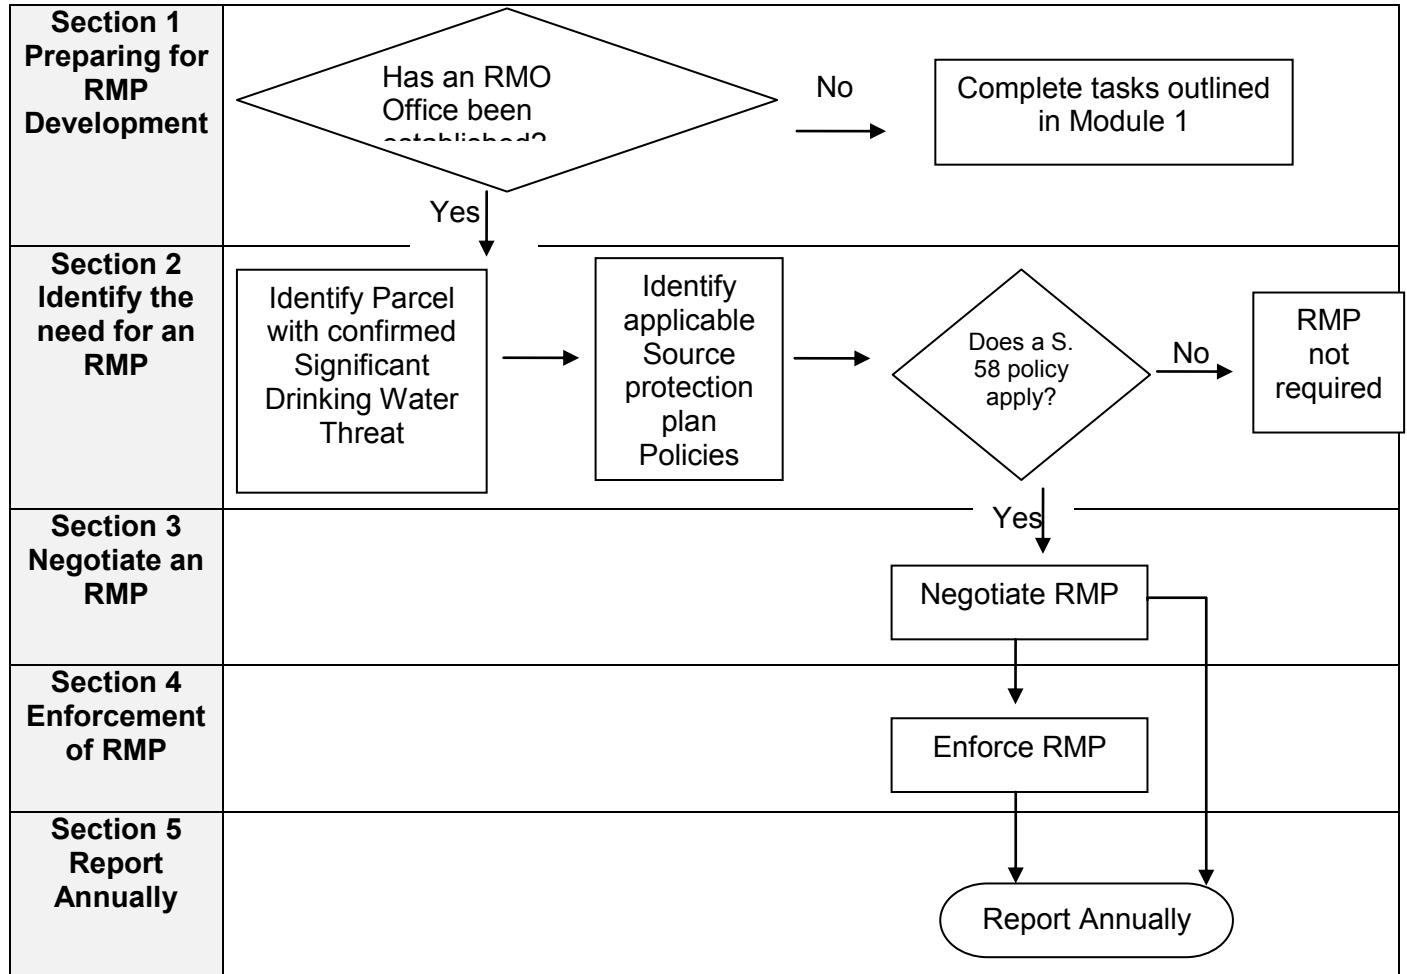 Section 1
Preparing for
RMP
Development
Has an RMO
Office been
established?
No
Complete tasks outlined
in Module 1
Yes
Section 2
Identify the
need for an
RMP
Identify Parcel
with confirmed
Significant
Drinking Water
Threat
Identify
applicable
Source
protection
plan
Policies
Does a S.
58 policy
apply?
No
RMP
not
required
Yes
Section 3
Negotiate an
RMP
Negotiate RMP
Section 4
Enforcement
of RMP
Enforce RMP
Section 5
Report
Annually
Report Annually